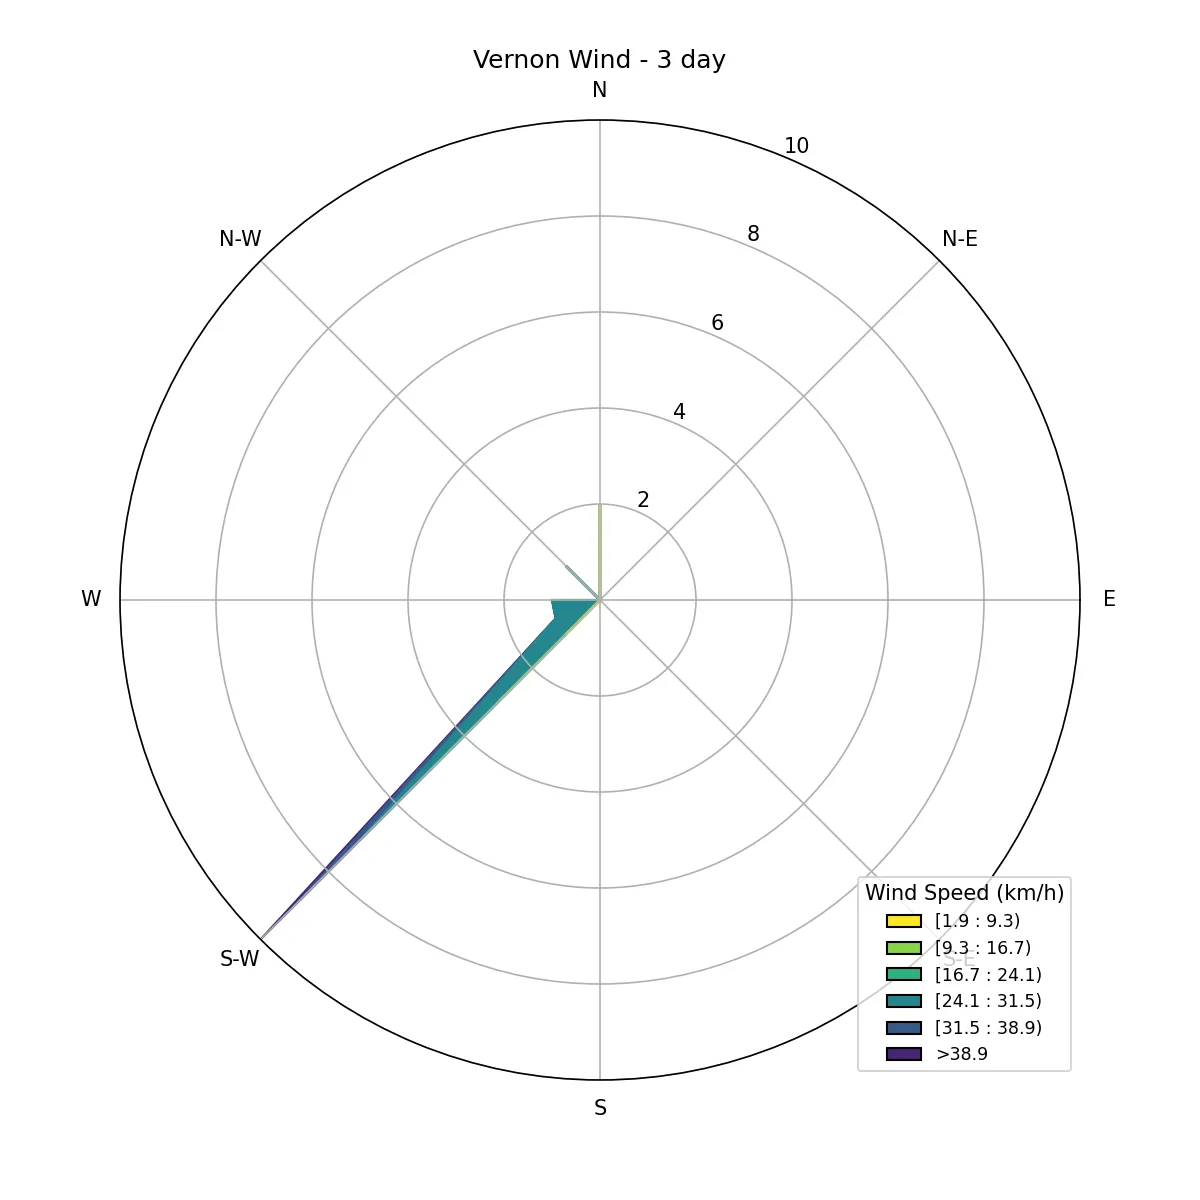 Vernon Wind - 3 day
N
10
N-W
8
N-E
6
4
2
W
E
Wind Speed (km/h)
[1.9 : 9.3)
[9.3 : 16.7)
S-W
S-E
[16.7 : 24.1)
[24.1 : 31.5)
[31.5 : 38.9)
>38.9
S